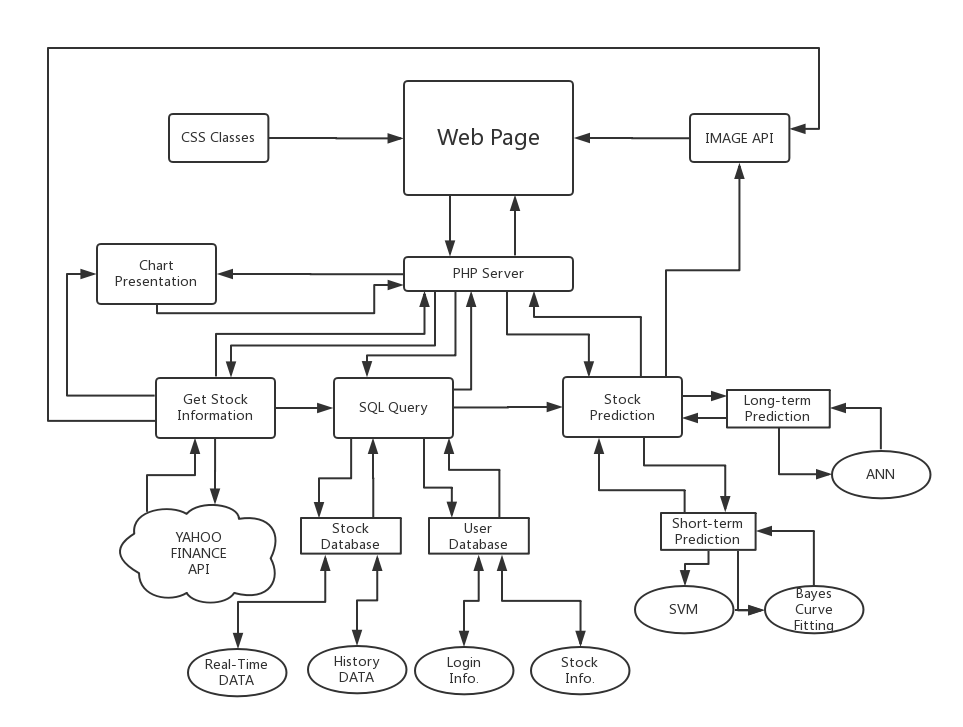 CSS Classes
Web Page
IMAGE API
Chart
Presentation
PHP Server
Get Stock
Information
SQL Query
Stock
Prediction
Long-term
Prediction
ANN
YAHOO
FINANCE
API
Stock
Database
User
Database
Short-term
Prediction
SVM
Bayes
Curve
Fitting
Real-Time
DATA
History
DATA
Login
Info.
Stock
Info.